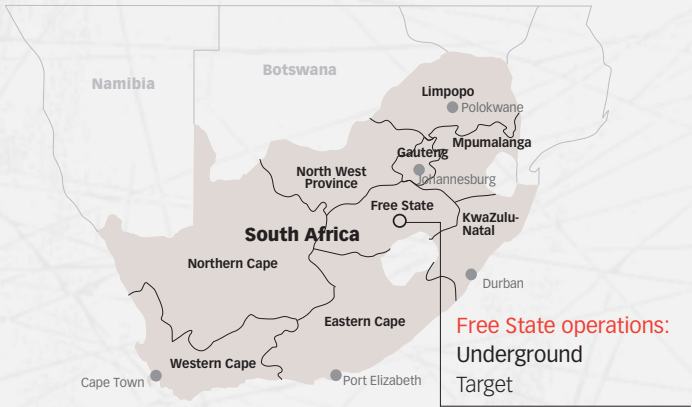 Botswana
Namibia
Limpopo
Polokwane
Mpumalanga
Gauteng
Johannesburg
North West
Province
Free State
KwaZulu-
Natal
South Africa
Northern Cape
Durban
Eastern Cape
Free State operations:
Underground
Target
Western Cape
Cape Town
Port Elizabeth